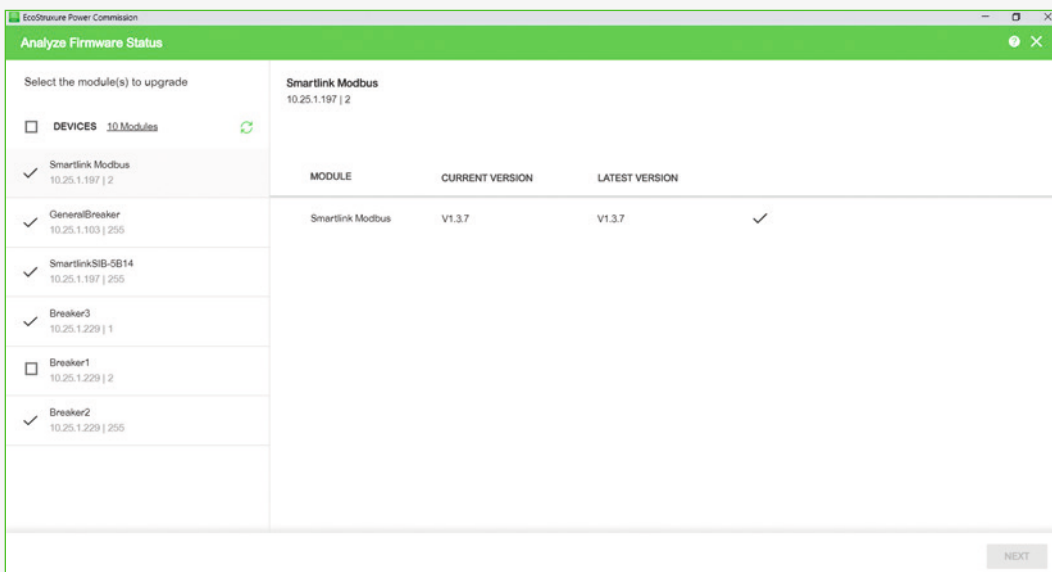 EcoStruxure Power Commission
Analyze Firmware Status
Select the module(s) to upgrade
DEVICES 10 Modules
Smartlink Modbus
10.25.1.197 | 2
GeneralBreaker
10.25.1.103 | 255
SmartlinkSIB-5B14
10.25.1.197 | 255
Breaker3
10.25.1.229 | 1
Breaker1
10.25.1.229 | 2
Breaker2
10.25.1.229 | 255
Smartlink Modbus
10.25.1.197 | 2
MODULE CURRENT VERSION LATEST VERSION
Smartlink Modbus V1.3.7 V1.3.7
NEXT